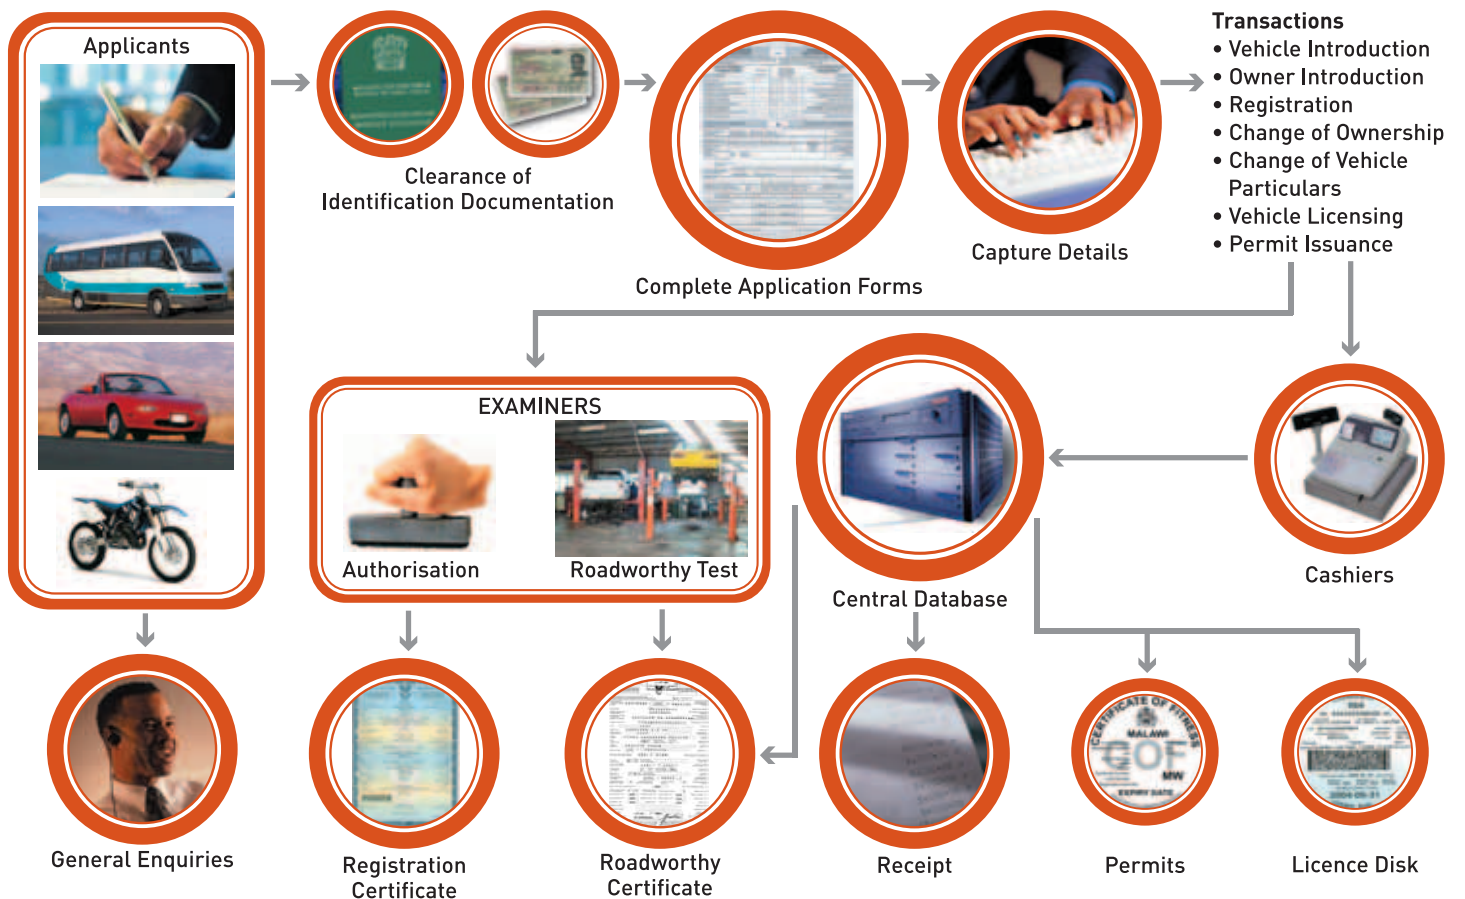 Applicants
Clearance of
Identification Documentation
Complete Application Forms
Capture Details
Transactions
• Vehicle Introduction
• Owner Introduction
• Registration
• Change of Ownership
• Change of Vehicle
Particulars
• Vehicle Licensing
• Permit Issuance
EXAMINERS
Authorisation
Roadworthy Test
Central Database
Cashiers
General Enquiries
Registration
Certificate
Roadworthy
Certificate
Receipt
CERTIFICATE OF FITNESS
MALAWI
COF
MW
EXPIRY DATE
Permits
Licence Disk